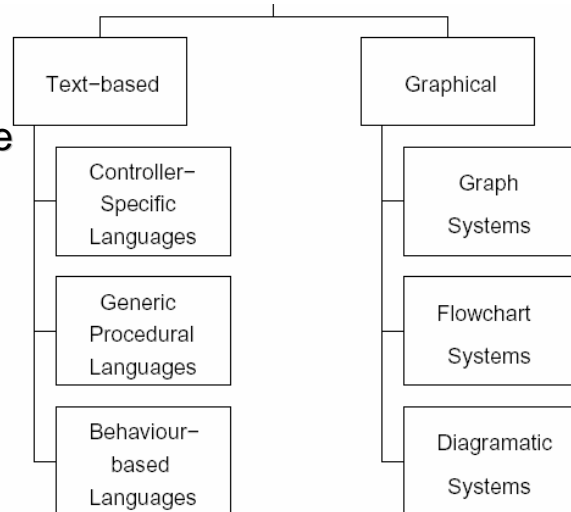 Text-based
Graphical
e
Controller-
Specific
Languages
Generic
Procedural
Languages
Behaviour-
based
Languages
Graph
Systems
Flowchart
Systems
Diagramatic
Systems